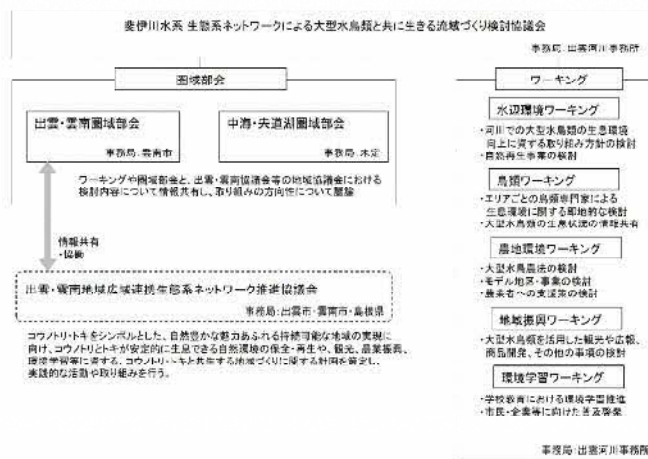 斐伊川水系 生態系ネットワークによる大型水鳥類と共に生きる流域づくり検討協議会
事務局:出雲河川事務所
圏域部会
出雲・雲南圏域部会
事務局:雲南市
中海・宍道湖圏域部会
事務局:未定
ワーキングや圏域部会と、出雲・雲南協議会等の地域協議会における
検討内容について情報共有し、取り組みの方向性について議論
情報共有
・協働
出雲・雲南地域広域連携生態系ネットワーク推進協議会
事務局:出雲市・雲南市・島根県
コウノトリ・トキをシンボルとした、自然豊かな魅力あふれる持続可能な地域の実現に
向け、コウノトリとトキが安定的に生息できる自然環境の保全・再生や、観光、農業振興、
環境学習等に資する、コウノトリ・トキと共生する地域づくりに関する計画を策定し、
実践的な活動や取り組みを行う。
ワーキング
水辺環境ワーキング
・河川での大型水鳥類の生息環境
向上に資する取り組み方針の検討
・自然再生事業の検討
鳥類ワーキング
・エリアごとの鳥類専門家による
生息環境に関する即地的な検討
・大型水鳥類の生息状況の情報共有
農地環境ワーキング
・大型水鳥農法の検討
・モデル地区・事業の検討
・農業者への支援策の検討
地域振興ワーキング
・大型水鳥類を活用した観光や広報、
商品開発、その他の事項の検討
環境学習ワーキング
・学校教育における環境学習推進
・市民・企業等に向けた普及啓発
事務局:出雲河川事務所